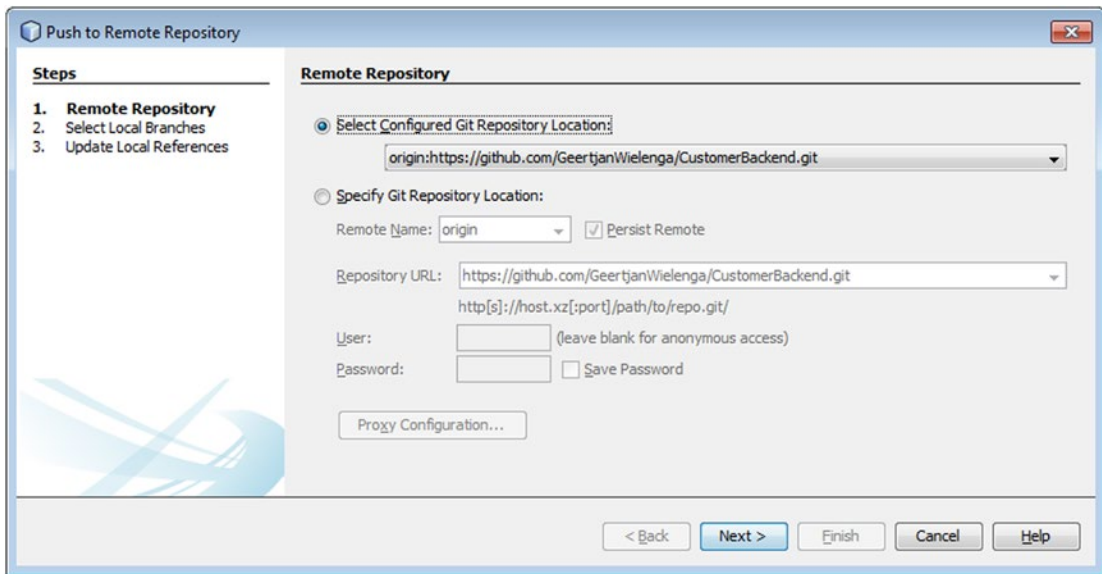 Push to Remote Repository
Steps
1. Remote Repository
2. Select Local Branches
3. Update Local References
Remote Repository
Select Configured Git Repository Location:
origin:https://github.com/GeertjanWielenga/CustomerBackend.git
Specify Git Repository Location:
Remote Name: origin Persist Remote
Repository URL: https://github.com/GeertjanWielenga/CustomerBackend.git
http[s]://host.xz[:port]/path/to/repo.git/
User: (leave blank for anonymous access)
Password: Save Password
Proxy Configuration...
< Back Next > Finish Cancel Help